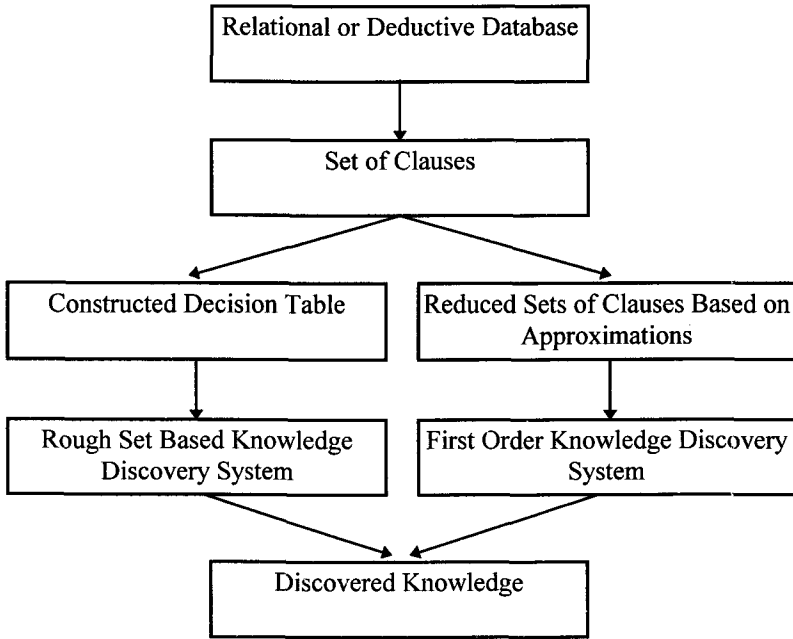 Relational or Deductive Database
Set of Clauses
Constructed Decision Table
Reduced Sets of Clauses Based on
Approximations
Rough Set Based Knowledge
Discovery System
First Order Knowledge Discovery
System
Discovered Knowledge